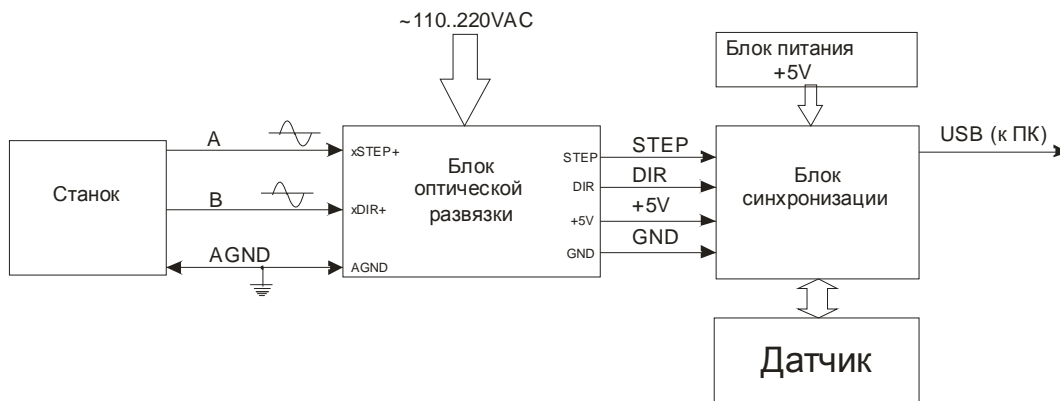 ~110..220VAC
Блок питания
+5V
Станок
A
B
AGND
xSTEP+
xDIR+
AGND
Блок
оптической
развязки
STEP
DIR
+5V
GND
STEP
DIR
+5V
GND
Блок
синхронизации
USB (к ПК)
Датчик